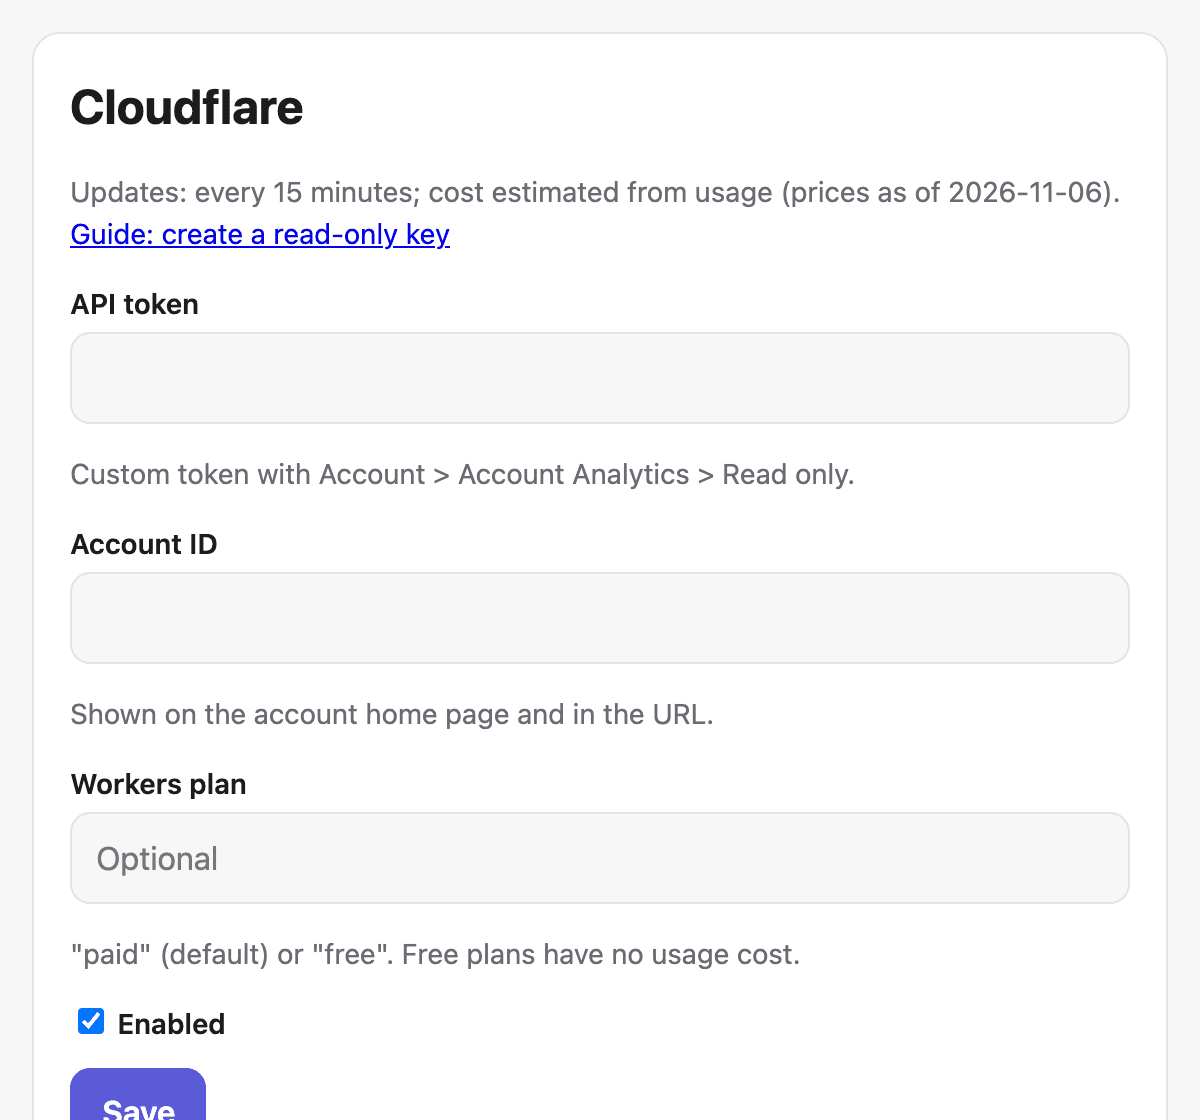 Cloudflare
Updates: every 15 minutes; cost estimated from usage (prices as of 2026-11-06).
Guide: create a read-only key
API token
Custom token with Account > Account Analytics > Read only.
Account ID
Shown on the account home page and in the URL.
Workers plan
Optional
"paid" (default) or "free". Free plans have no usage cost.
Enabled
Save